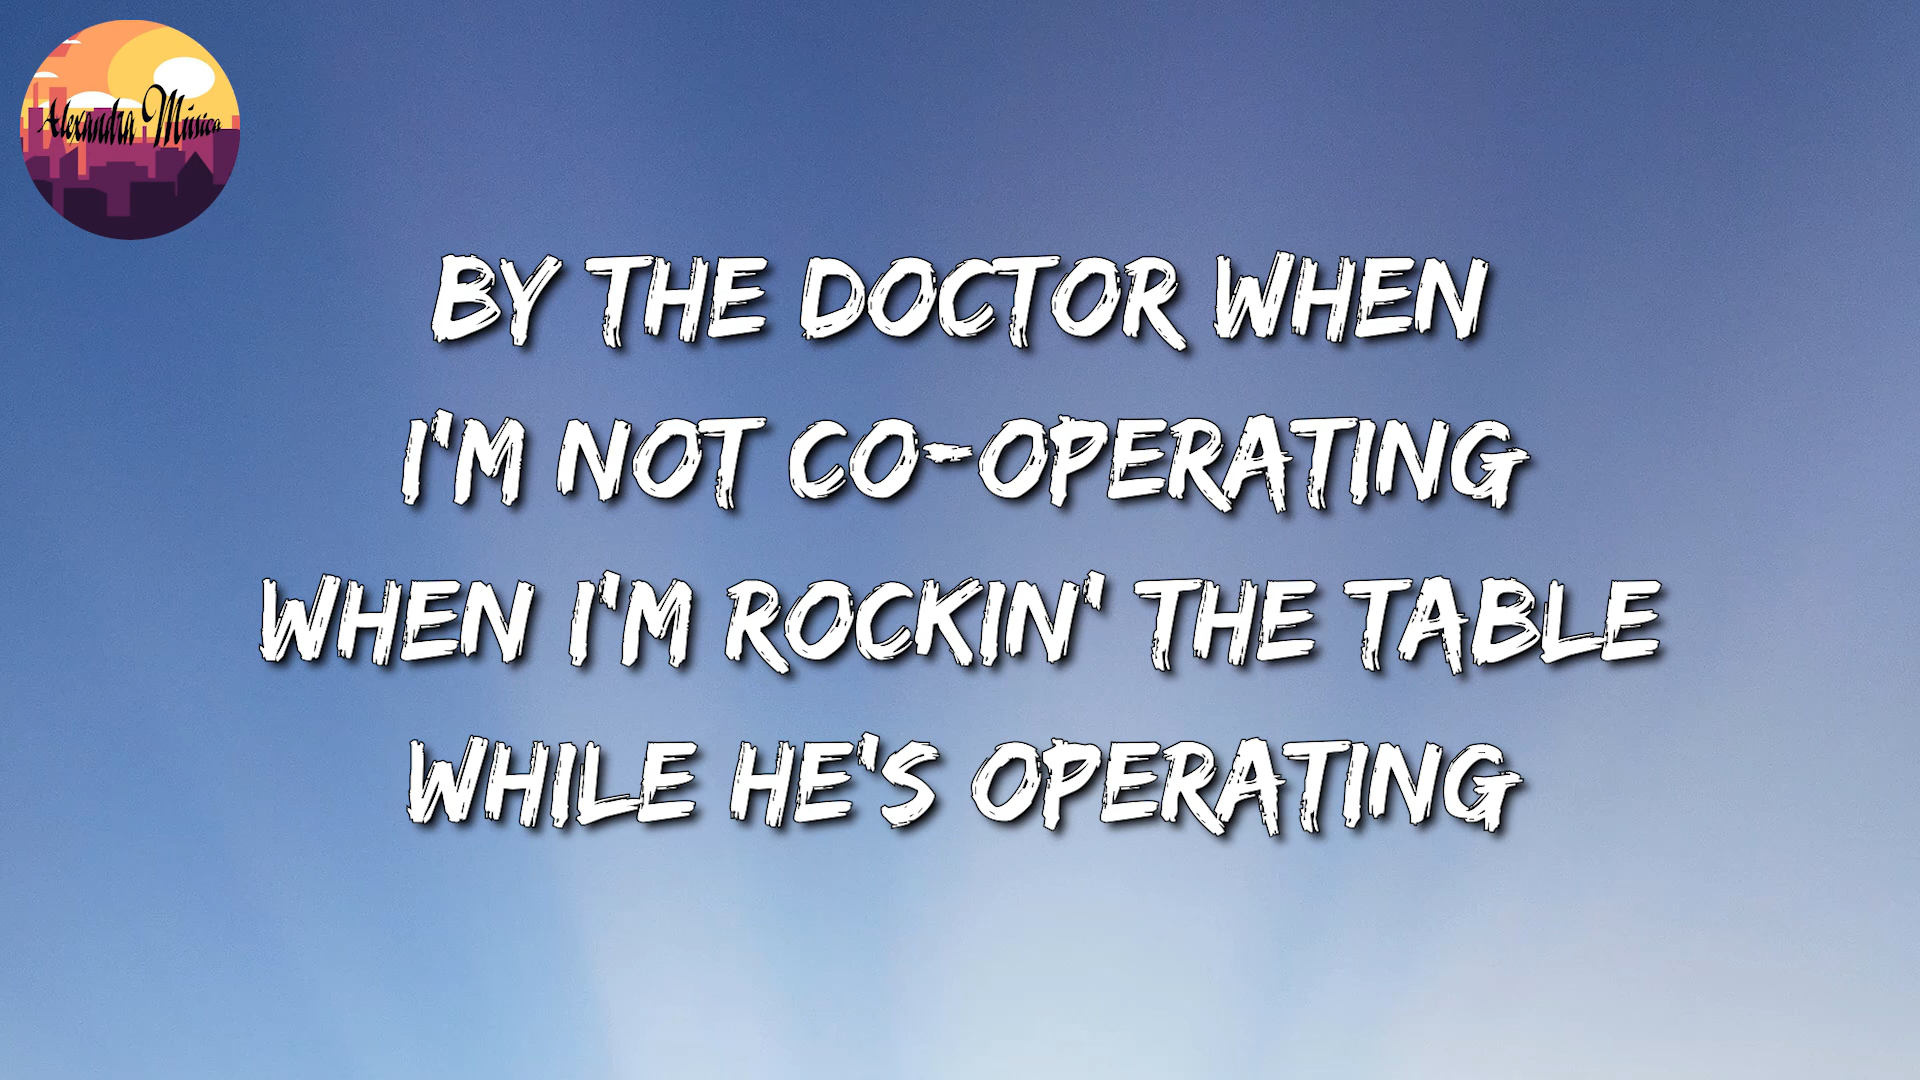 Alexandra Música
BY THE DOCTOR WHEN
I'M NOT CO-OPERATING
WHEN I'M ROCKIN' THE TABLE
WHILE HE'S OPERATING